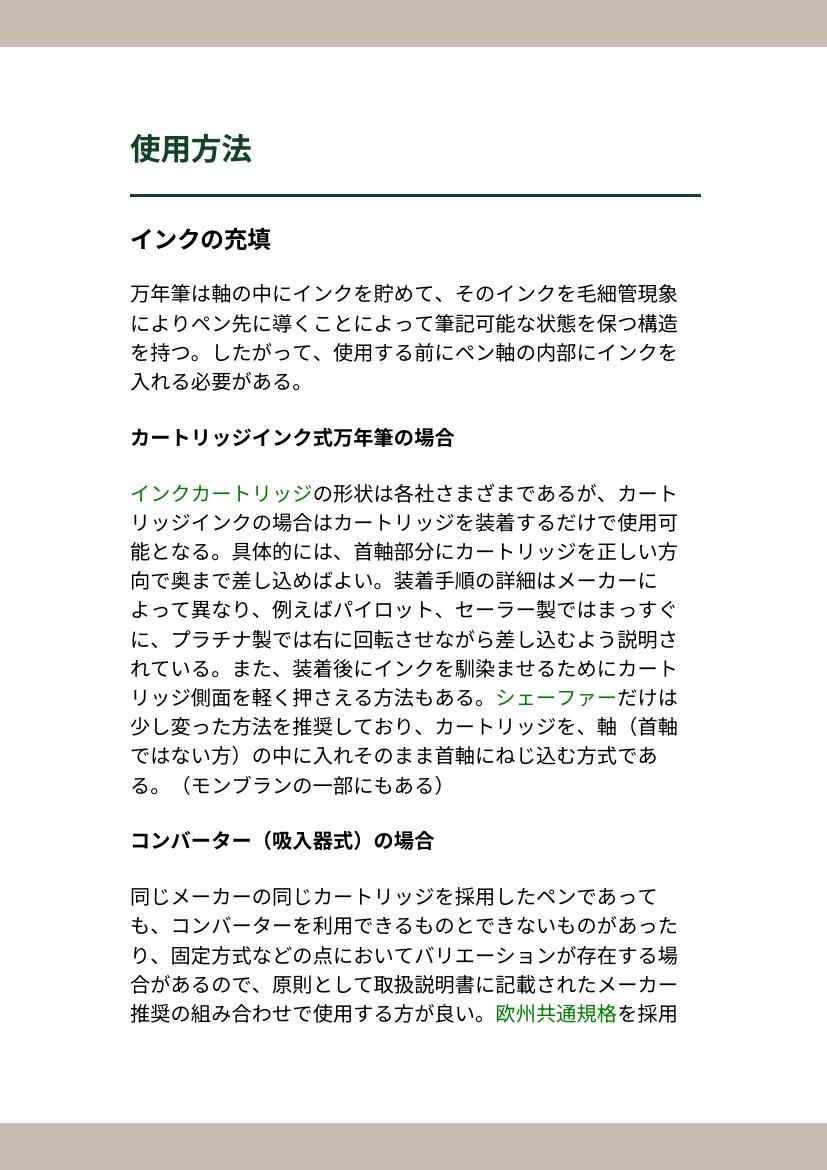 使用方法
インクの充填
万年筆は軸の中にインクを貯めて、そのインクを毛細管現象
によりペン先に導くことによって筆記可能な状態を保つ構造
を持つ。したがって、使用する前にペン軸の内部にインクを
入れる必要がある。
カートリッジインク式万年筆の場合
インクカートリッジの形状は各社さまざまであるが、カート
リッジインクの場合はカートリッジを装着するだけで使用可
能となる。具体的には、首軸部分にカートリッジを正しい方
向で奥まで差し込めばよい。装着手順の詳細はメーカーに
よって異なり、例えばパイロット、セーラー製ではまっすぐ
に、プラチナ製では右に回転させながら差し込むよう説明さ
れている。また、装着後にインクを馴染ませるためにカート
リッジ側面を軽く押さえる方法もある。シェーファーだけは
少し変った方法を推奨しており、カートリッジを、軸（首軸
ではない方）の中に入れそのまま首軸にねじ込む方式であ
る。（モンブランの一部にもある）
コンバーター（吸入器式）の場合
同じメーカーの同じカートリッジを採用したペンであって
も、コンバーターを利用できるものとできないものがあった
り、固定方式などの点においてバリエーションが存在する場
合があるので、原則として取扱説明書に記載されたメーカー
推奨の組み合わせで使用する方が良い。欧州共通規格を採用